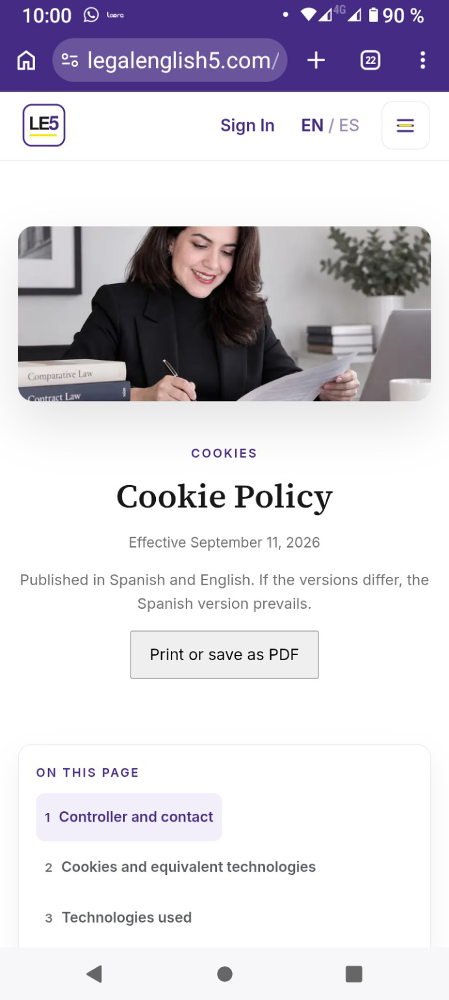 10:00 laara 4G 90 %
legalenglish5.com/
22
LE5
Sign In
EN / ES
Comparative Law
Contract Law
COOKIES
Cookie Policy
Effective September 11, 2026
Published in Spanish and English. If the versions differ, the
Spanish version prevails.
Print or save as PDF
ON THIS PAGE
1 Controller and contact
2 Cookies and equivalent technologies
3 Technologies used